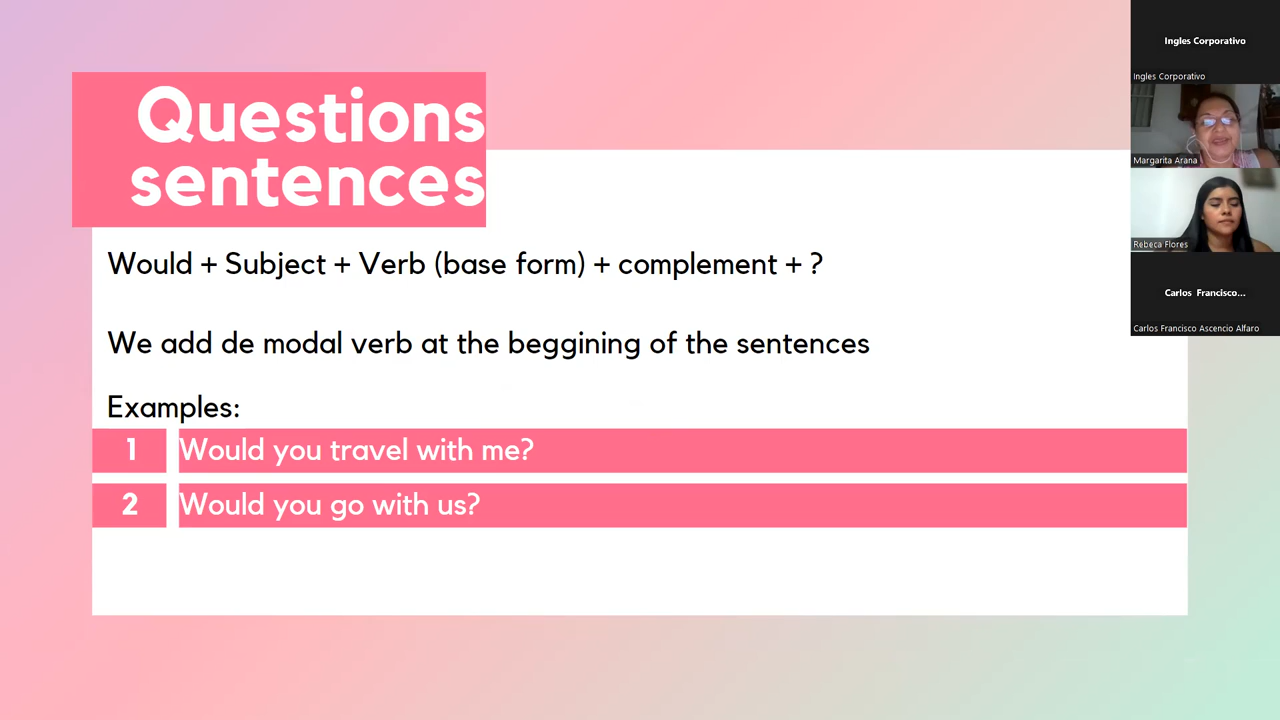 Questions
sentences
Would + Subject + Verb (base form) + complement + ?
We add de modal verb at the beggining of the sentences
Examples:
1 Would you travel with me?
2 Would you go with us?
Ingles Corporativo
Ingles Corporativo
Margarita Arana
Rebeca Flores
Carlos Francisco...
Carlos Francisco Ascencio Alfaro